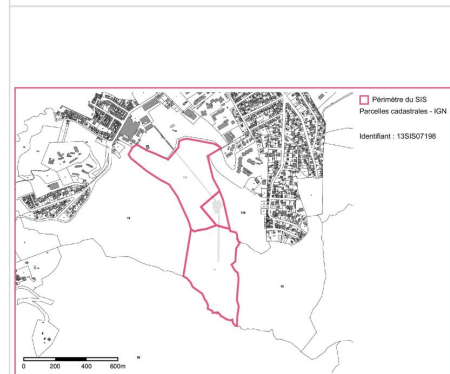 Périmètre du SIS
Parcelles cadastrales - IGN
Identifiant : 13SIS07198
0 200 400 600m